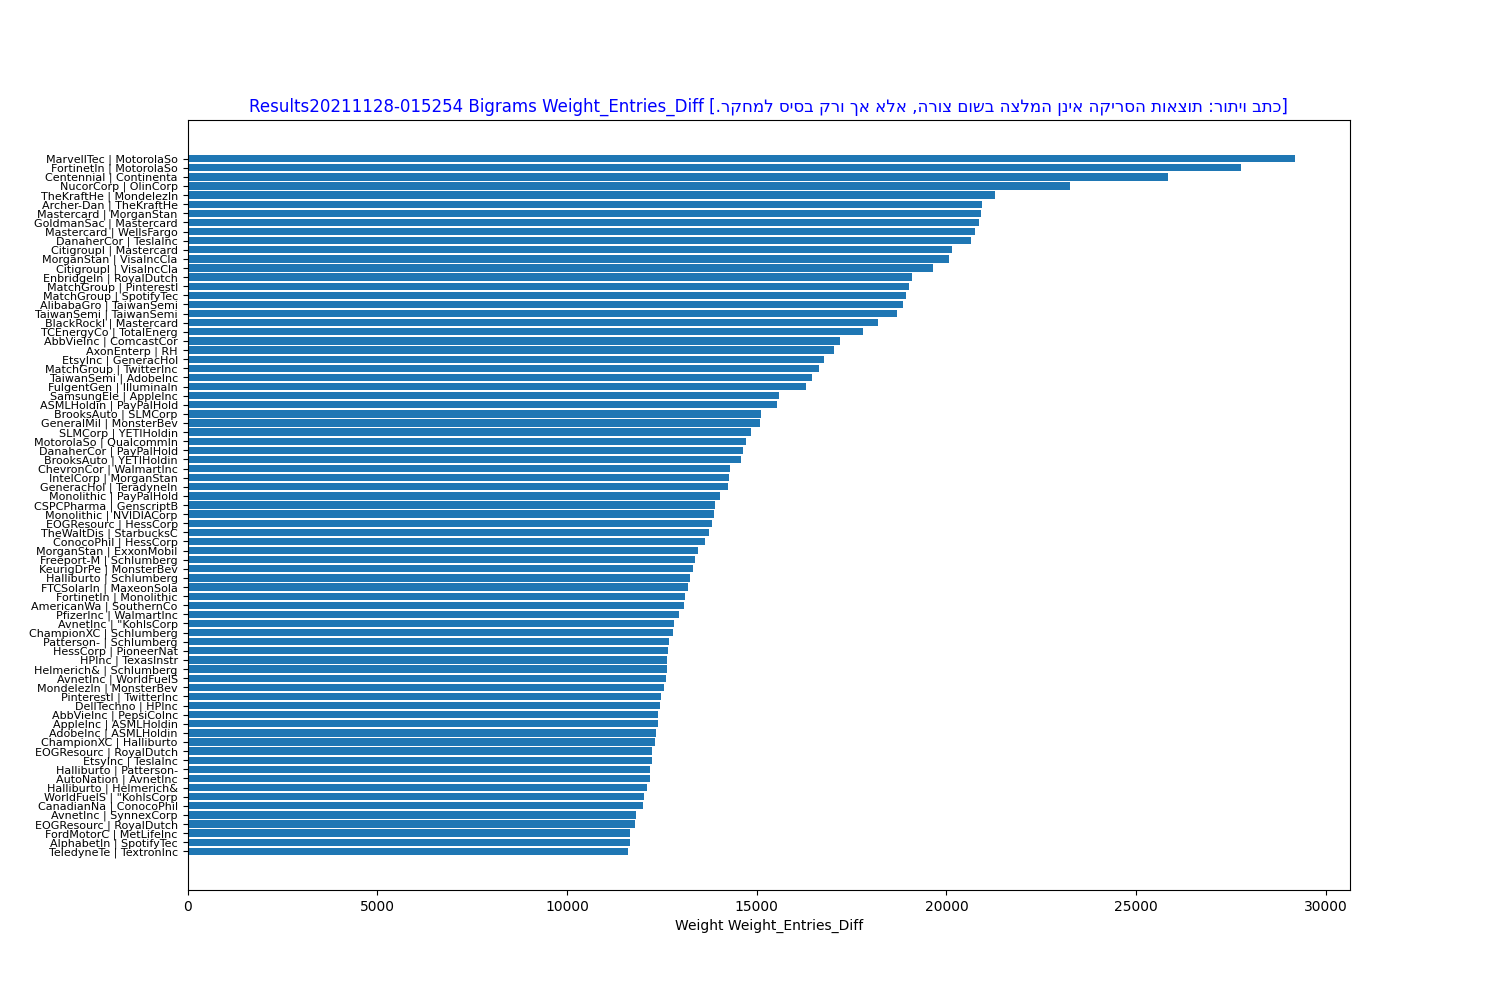 Results20211128-015254 Bigrams Weight_Entries_Diff [כתב ויתור: תוצאות הסריקה אינן המלצה בשום צורה, אלא אך ורק בסיס למחקר.]
MarvellTec | MotorolaSo
FortinetIn | MotorolaSo
Centennial | Continenta
NucorCorp | OlinCorp
TheKraftHe | MondelezIn
Archer-Dan | TheKraftHe
Mastercard | MorganStan
GoldmanSac | Mastercard
Mastercard | WellsFargo
DanaherCor | TeslaInc
CitigroupI | Mastercard
MorganStan | VisaIncCla
CitigroupI | VisaIncCla
EnbridgeIn | RoyalDutch
MatchGroup | PinterestI
MatchGroup | SpotifyTec
AlibabaGro | TaiwanSemi
TaiwanSemi | TaiwanSemi
BlackRockI | Mastercard
TCEnergyCo | TotalEnerg
AbbVieInc | ComcastCor
AxonEnterp | RH
EtsyInc | GeneracHol
MatchGroup | TwitterInc
TaiwanSemi | AdobeInc
FulgentGen | IlluminaIn
SamsungEle | AppleInc
ASMLHoldin | PayPalHold
BrooksAuto | SLMCorp
GeneralMil | MonsterBev
SLMCorp | YETIHoldin
MotorolaSo | QualcommIn
DanaherCor | PayPalHold
BrooksAuto | YETIHoldin
ChevronCor | WalmartInc
IntelCorp | MorganStan
GeneracHol | TeradyneIn
Monolithic | PayPalHold
CSPCPharma | GenscriptB
Monolithic | NVIDIACorp
EOGResourc | HessCorp
TheWaltDis | StarbucksC
ConocoPhil | HessCorp
MorganStan | ExxonMobil
Freeport-M | Schlumberg
KeurigDrPe | MonsterBev
Halliburto | Schlumberg
FTCSolarIn | MaxeonSola
FortinetIn | Monolithic
AmericanWa | SouthernCo
PfizerInc | WalmartInc
AvnetInc | "KohlsCorp
ChampionXC | Schlumberg
Patterson- | Schlumberg
HessCorp | PioneerNat
HPInc | TexasInstr
Helmerich& | Schlumberg
AvnetInc | WorldFuelS
MondelezIn | MonsterBev
PinterestI | TwitterInc
DellTechno | HPInc
AbbVieInc | PepsiCoInc
AppleInc | ASMLHoldin
AdobeInc | ASMLHoldin
ChampionXC | Halliburto
EOGResourc | RoyalDutch
EtsyInc | TeslaInc
Halliburto | Patterson-
AutoNation | AvnetInc
Halliburto | Helmerich&
WorldFuelS | "KohlsCorp
CanadianNa | ConocoPhil
AvnetInc | SynnexCorp
EOGResourc | RoyalDutch
FordMotorC | MetLifeInc
AlphabetIn | SpotifyTec
TeledyneTe | TextronInc
0 5000 10000 15000 20000 25000 30000
Weight Weight_Entries_Diff